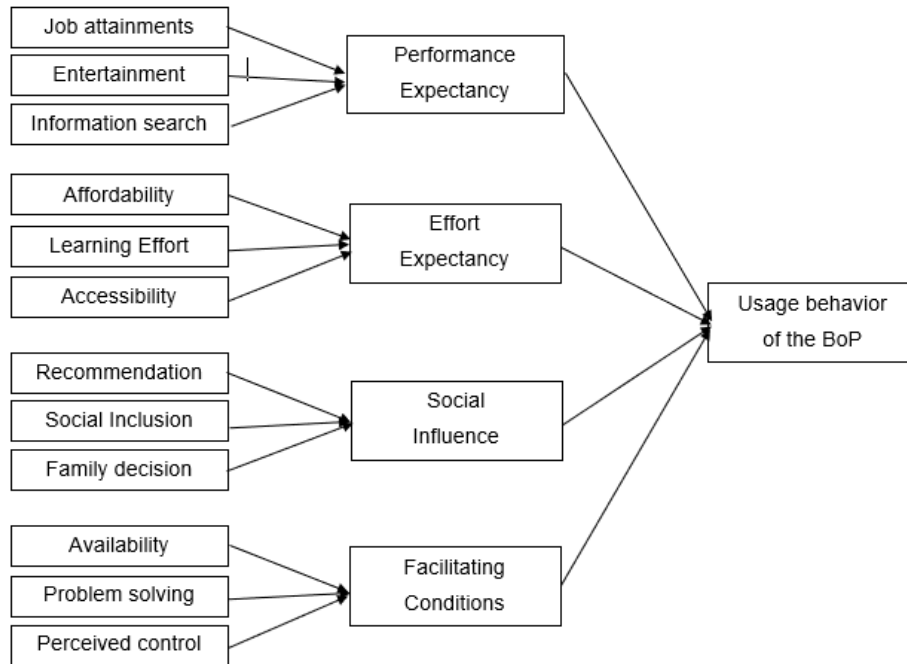 Job attainments
Entertainment
Information search
Performance
Expectancy
Affordability
Learning Effort
Accessibility
Effort
Expectancy
Recommendation
Social Inclusion
Family decision
Social
Influence
Availability
Problem solving
Perceived control
Facilitating
Conditions
Usage behavior
of the BoP